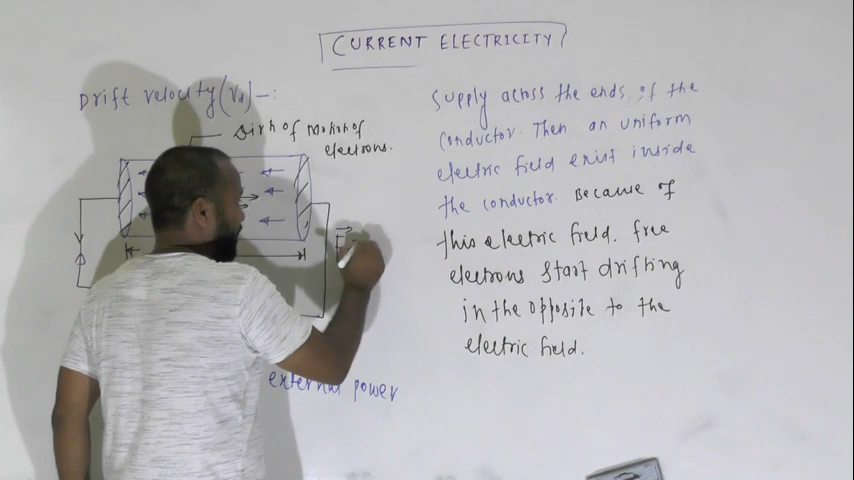 CURRENT ELECTRICITY
Drift velocity (Vd) -:
Dirn of Motion of
electrons.
E
external power
Supply across the ends of the
conductor. Then an uniform
electric field exist inside
the conductor. Because of
this electric field. free
electrons start drifting
in the opposite to the
electric field.